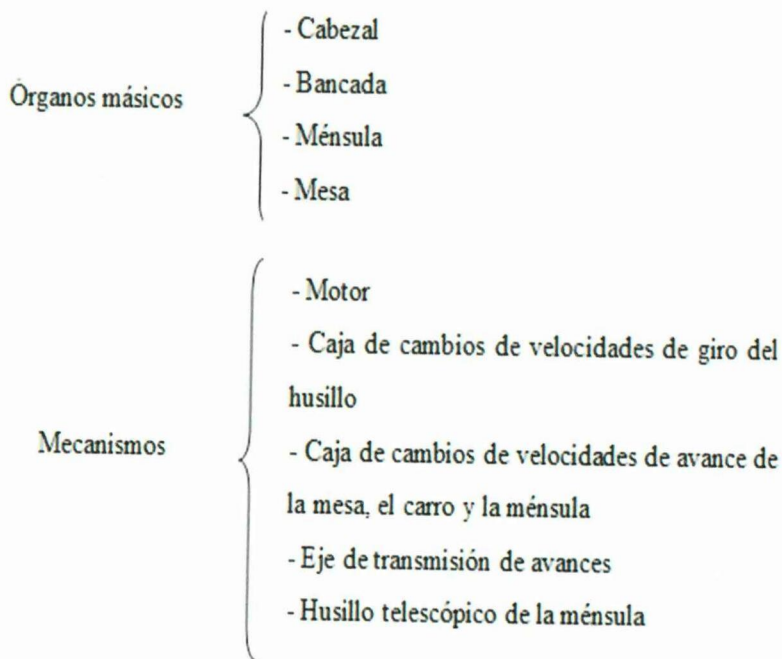 Órganos másicos
- Cabezal
- Bancada
- Ménsula
- Mesa
Mecanismos
- Motor
- Caja de cambios de velocidades de giro del
husillo
- Caja de cambios de velocidades de avance de
la mesa, el carro y la ménsula
- Eje de transmisión de avances
- Husillo telescópico de la ménsula